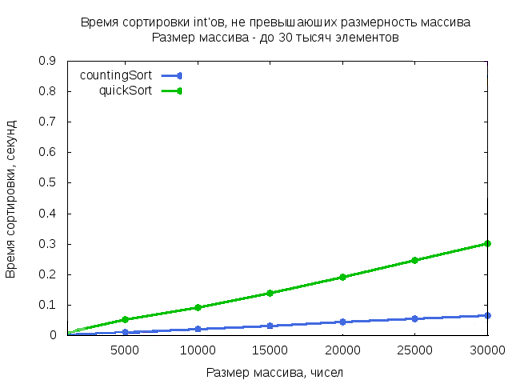 Время сортировки int'ов, не превышаюших размерность массива
Размер массива - до 30 тысяч элементов
Время сортировки, секунд
0.9
0.8
0.7
0.6
0.5
0.4
0.3
0.2
0.1
0
countingSort
quickSort
5000 10000 15000 20000 25000 30000
Размер массива, чисел